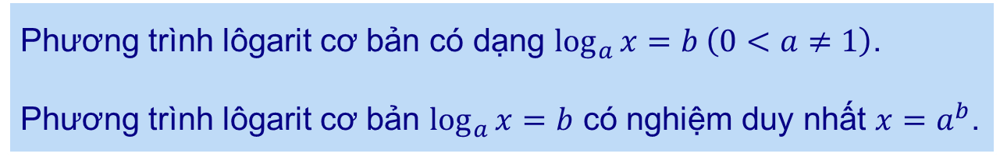 Phương trình lôgarit cơ bản có dạng logₐ x = b (0 < a ≠ 1).
Phương trình lôgarit cơ bản logₐ x = b có nghiệm duy nhất x = aᵇ.